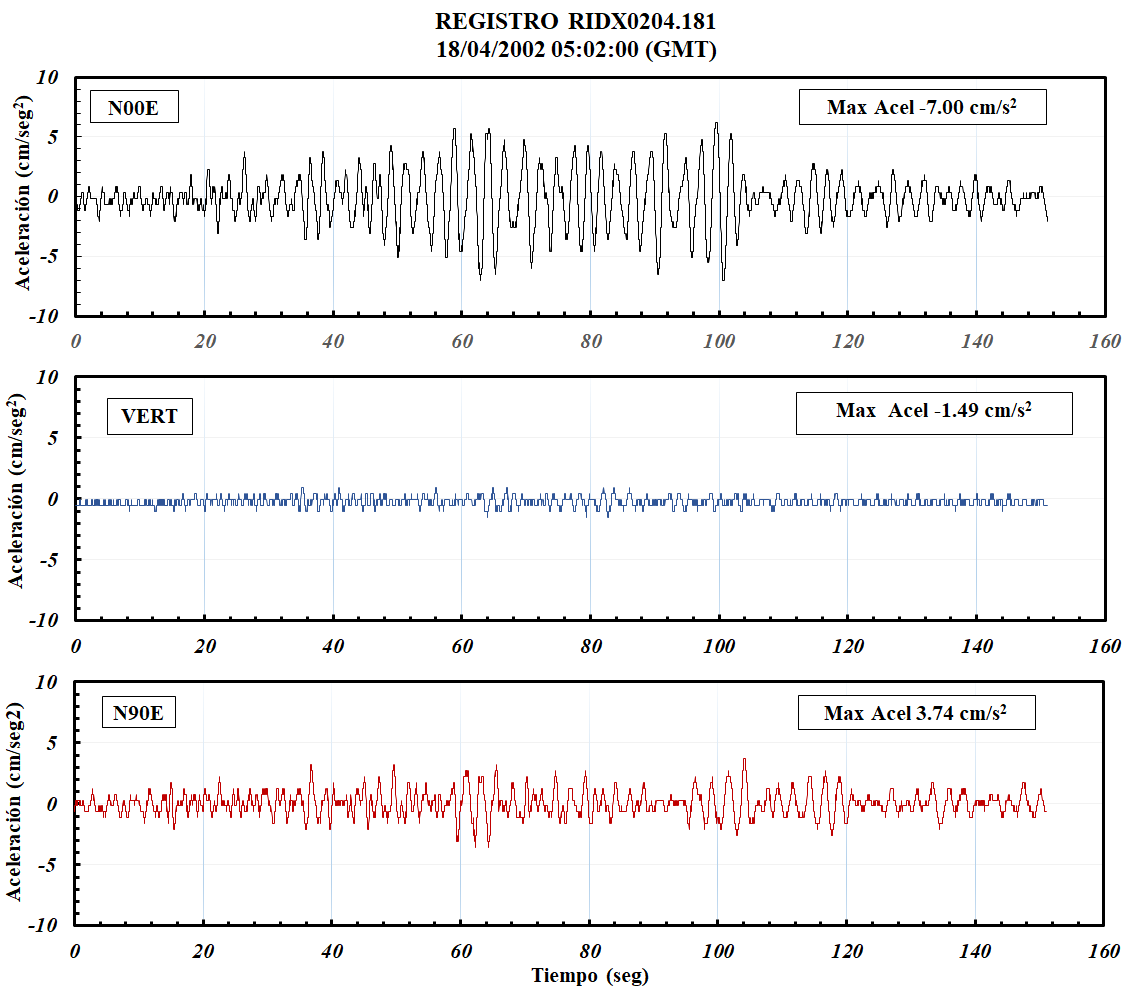 REGISTRO RIDX0204.181
18/04/2002 05:02:00 (GMT)
Aceleración (cm/seg²)
10
5
0
-5
-10
N00E
Max Acel -7.00 cm/s²
0 20 40 60 80 100 120 140 160
Aceleración (cm/seg²)
10
5
0
-5
-10
VERT
Max Acel -1.49 cm/s²
0 20 40 60 80 100 120 140 160
Aceleración (cm/seg2)
10
5
0
-5
-10
N90E
Max Acel 3.74 cm/s²
0 20 40 60 80 100 120 140 160
Tiempo (seg)